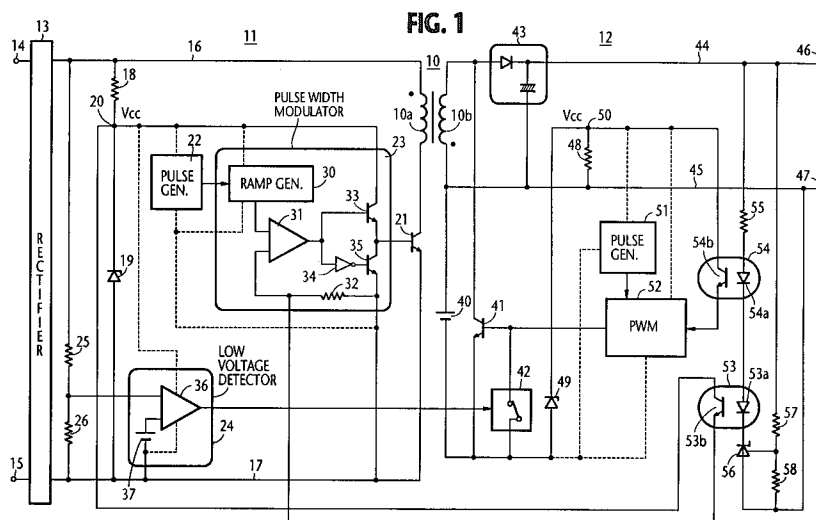 FIG. 1
13
11
12
14
16
10
43
44
46
18
PULSE WIDTH
MODULATOR
20
Vcc
22
23
10a
10b
Vcc
50
48
PULSE
GEN.
RAMP GEN.
30
45
47
31
33
21
51
55
RECTIFIER
19
34
35
PULSE
GEN.
54b
54
32
52
54a
40
41
PWM
25
LOW
VOLTAGE
DETECTOR
36
42
49
53
53a
26
24
53b
57
37
17
56
58
15